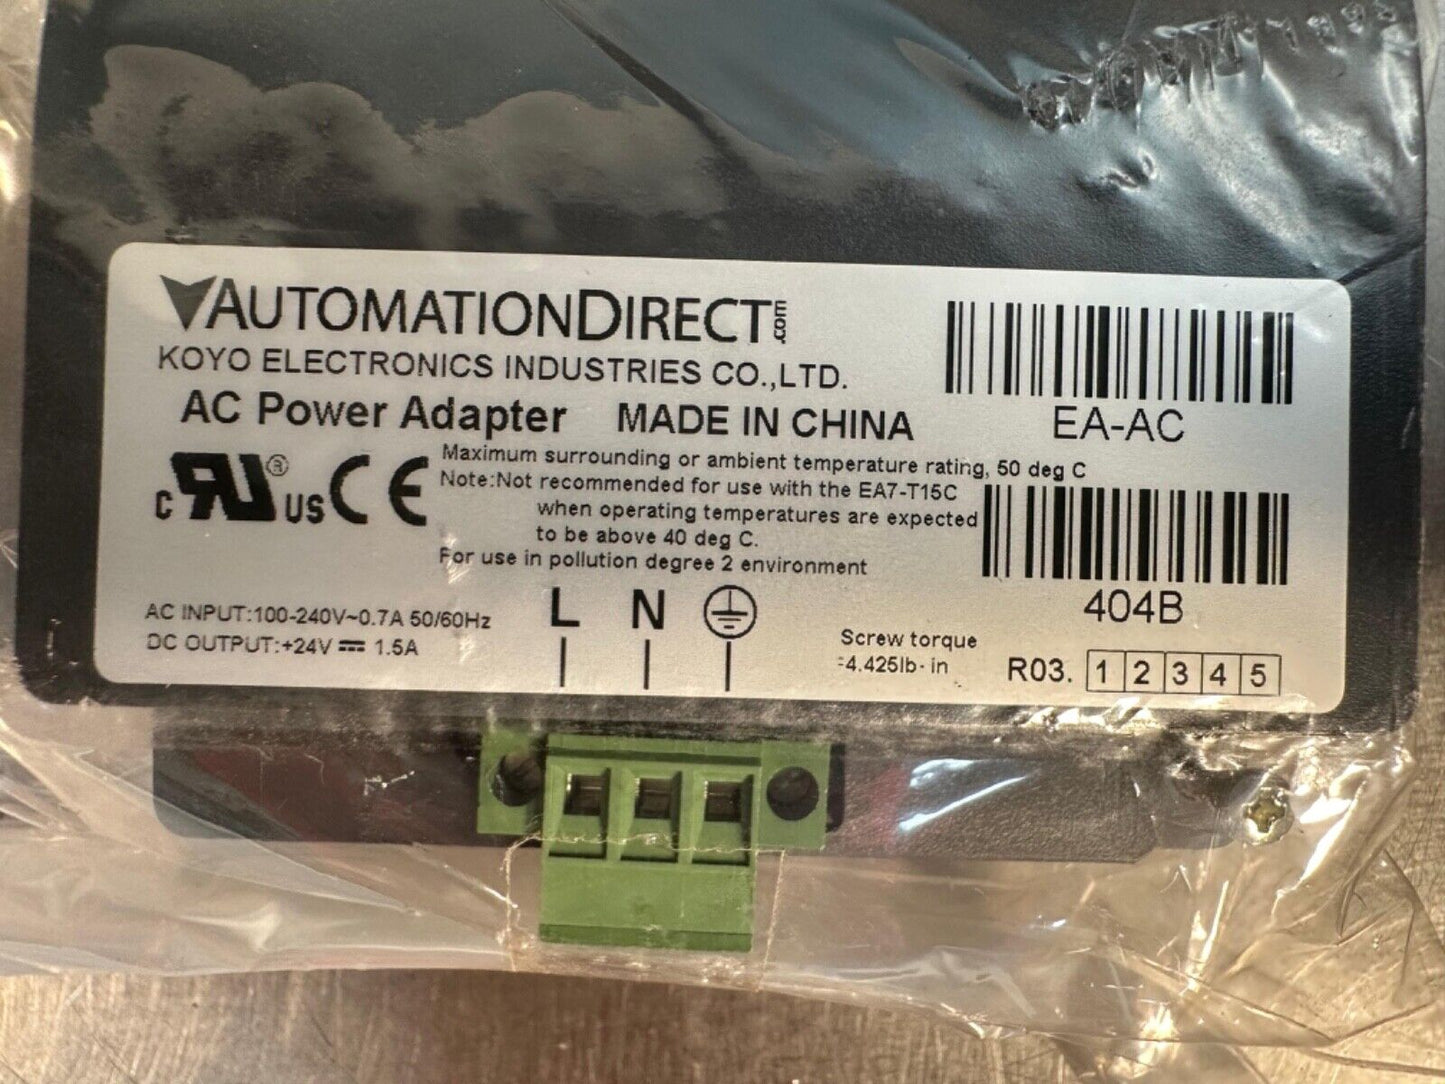 AUTOMATIONDIRECT.com
KOYO ELECTRONICS INDUSTRIES CO.,LTD.
AC Power Adapter MADE IN CHINA
EA-AC
Maximum surrounding or ambient temperature rating, 50 deg C
Note:Not recommended for use with the EA7-T15C
when operating temperatures are expected
to be above 40 deg C.
For use in pollution degree 2 environment
c RU ® US CE
404B
AC INPUT:100-240V~0.7A 50/60Hz
DC OUTPUT:+24V ⎓ 1.5A
L N
Screw torque
=4.425lb·in
R03. 1 2 3 4 5